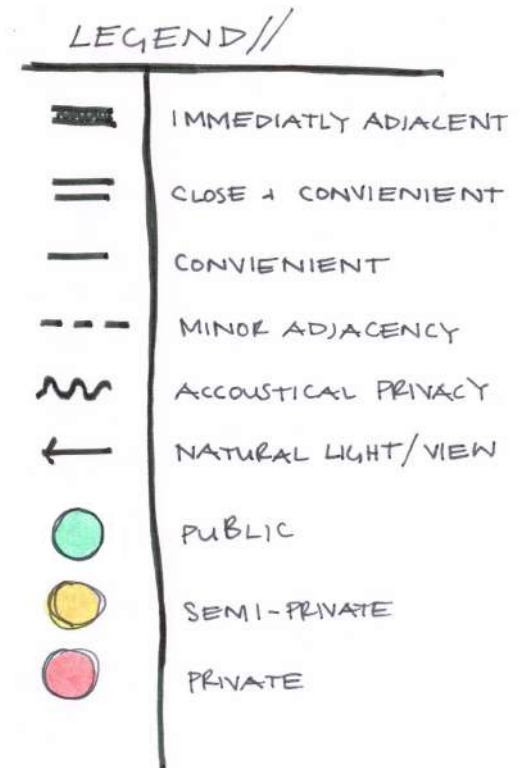 LEGEND//
IMMEDIATLY ADJACENT
CLOSE + CONVIENIENT
CONVIENIENT
MINOR ADJACENCY
ACCOUSTICAL PRIVACY
NATURAL LIGHT/VIEW
PUBLIC
SEMI-PRIVATE
PRIVATE